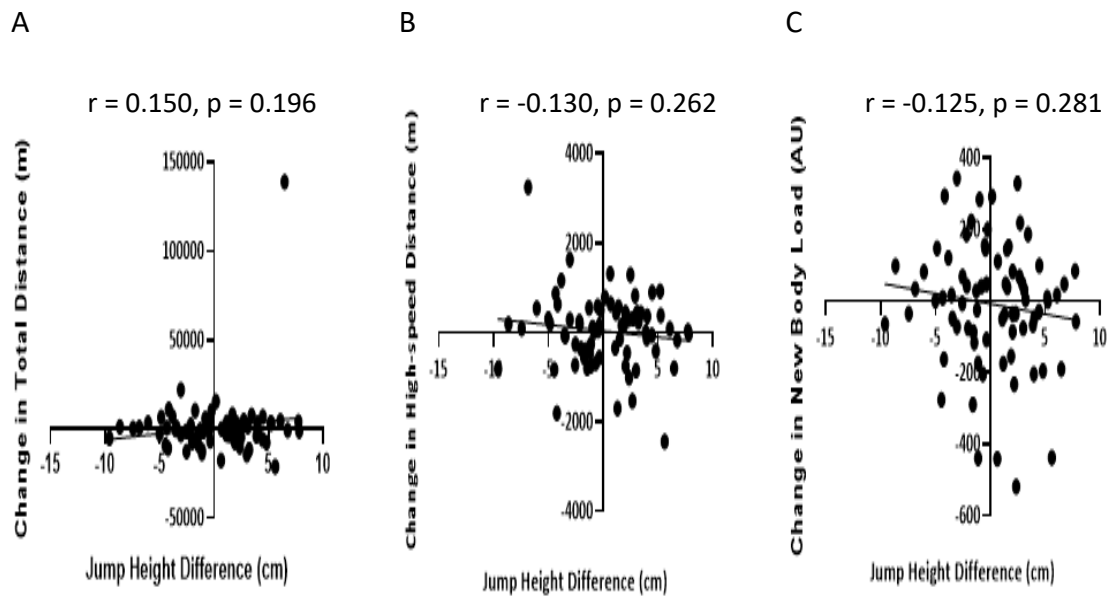 A
r = 0.150, p = 0.196
Change in Total Distance (m)
150000
100000
50000
-50000
-15
-10
-5
5
10
Jump Height Difference (cm)
B
r = -0.130, p = 0.262
Change in High-speed Distance (m)
4000
2000
-2000
-4000
-15
-10
-5
5
10
Jump Height Difference (cm)
C
r = -0.125, p = 0.281
Change in New Body Load (AU)
400
200
-200
-400
-600
-15
-10
-5
5
10
Jump Height Difference (cm)